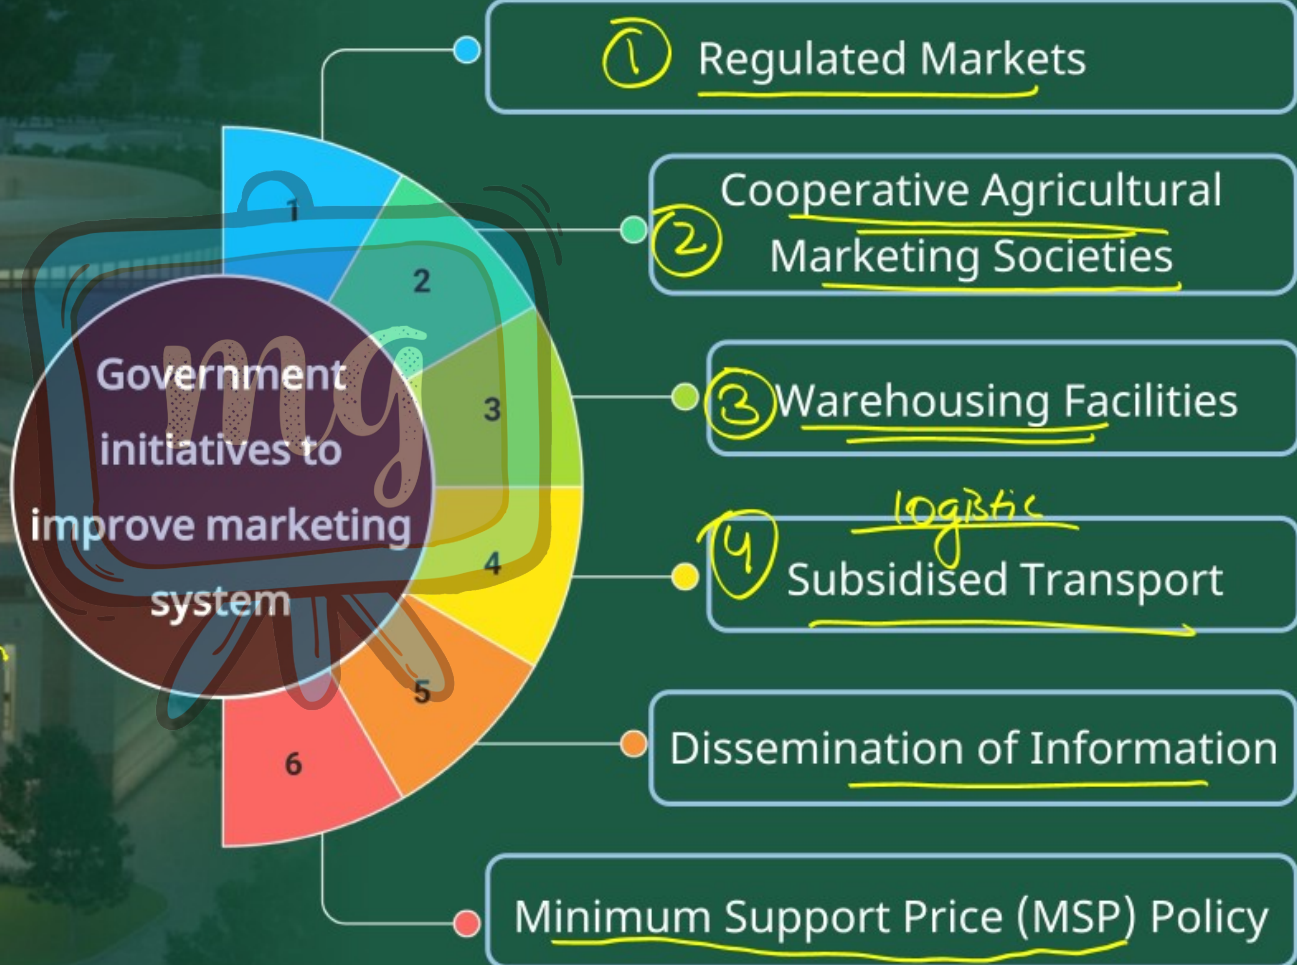 ① Regulated Markets
1
Cooperative Agricultural
② Marketing Societies
2
mg
Government
initiatives to
improve marketing
system
3
③ Warehousing Facilities
logistic
④ Subsidised Transport
4
5
Dissemination of Information
6
Minimum Support Price (MSP) Policy